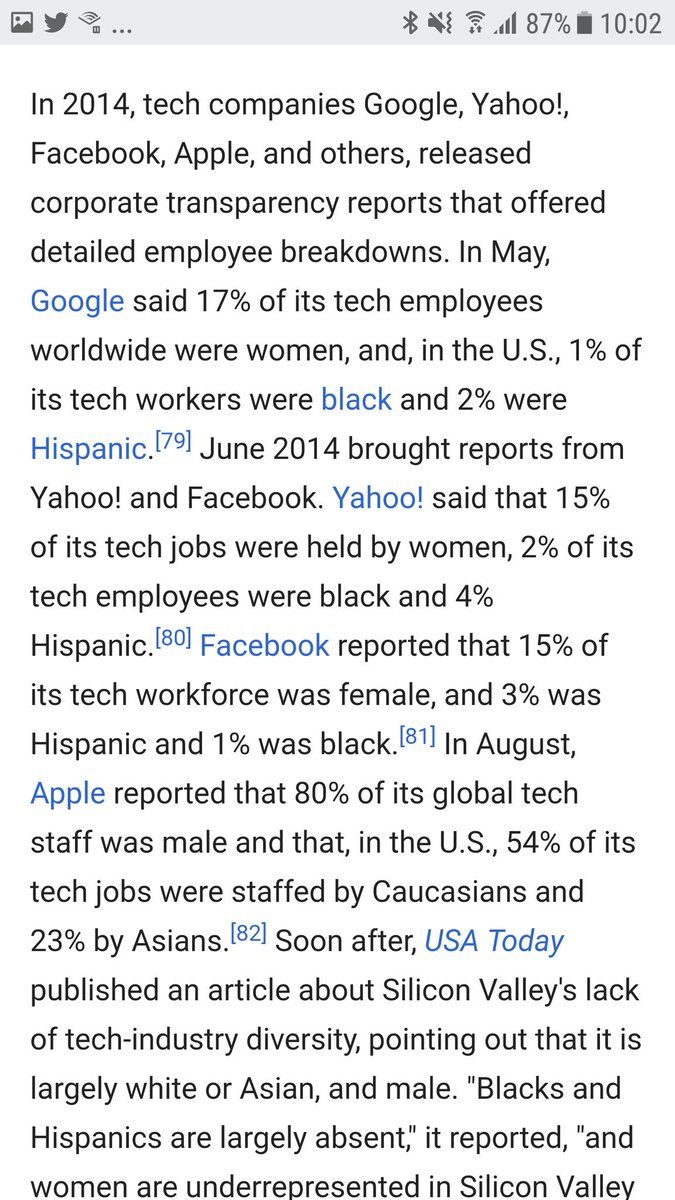 ... 87% 10:02
In 2014, tech companies Google, Yahoo!,
Facebook, Apple, and others, released
corporate transparency reports that offered
detailed employee breakdowns. In May,
Google said 17% of its tech employees
worldwide were women, and, in the U.S., 1% of
its tech workers were black and 2% were
Hispanic.[79] June 2014 brought reports from
Yahoo! and Facebook. Yahoo! said that 15%
of its tech jobs were held by women, 2% of its
tech employees were black and 4%
Hispanic.[80] Facebook reported that 15% of
its tech workforce was female, and 3% was
Hispanic and 1% was black.[81] In August,
Apple reported that 80% of its global tech
staff was male and that, in the U.S., 54% of its
tech jobs were staffed by Caucasians and
23% by Asians.[82] Soon after, USA Today
published an article about Silicon Valley's lack
of tech-industry diversity, pointing out that it is
largely white or Asian, and male. "Blacks and
Hispanics are largely absent," it reported, "and
women are underrepresented in Silicon Valley